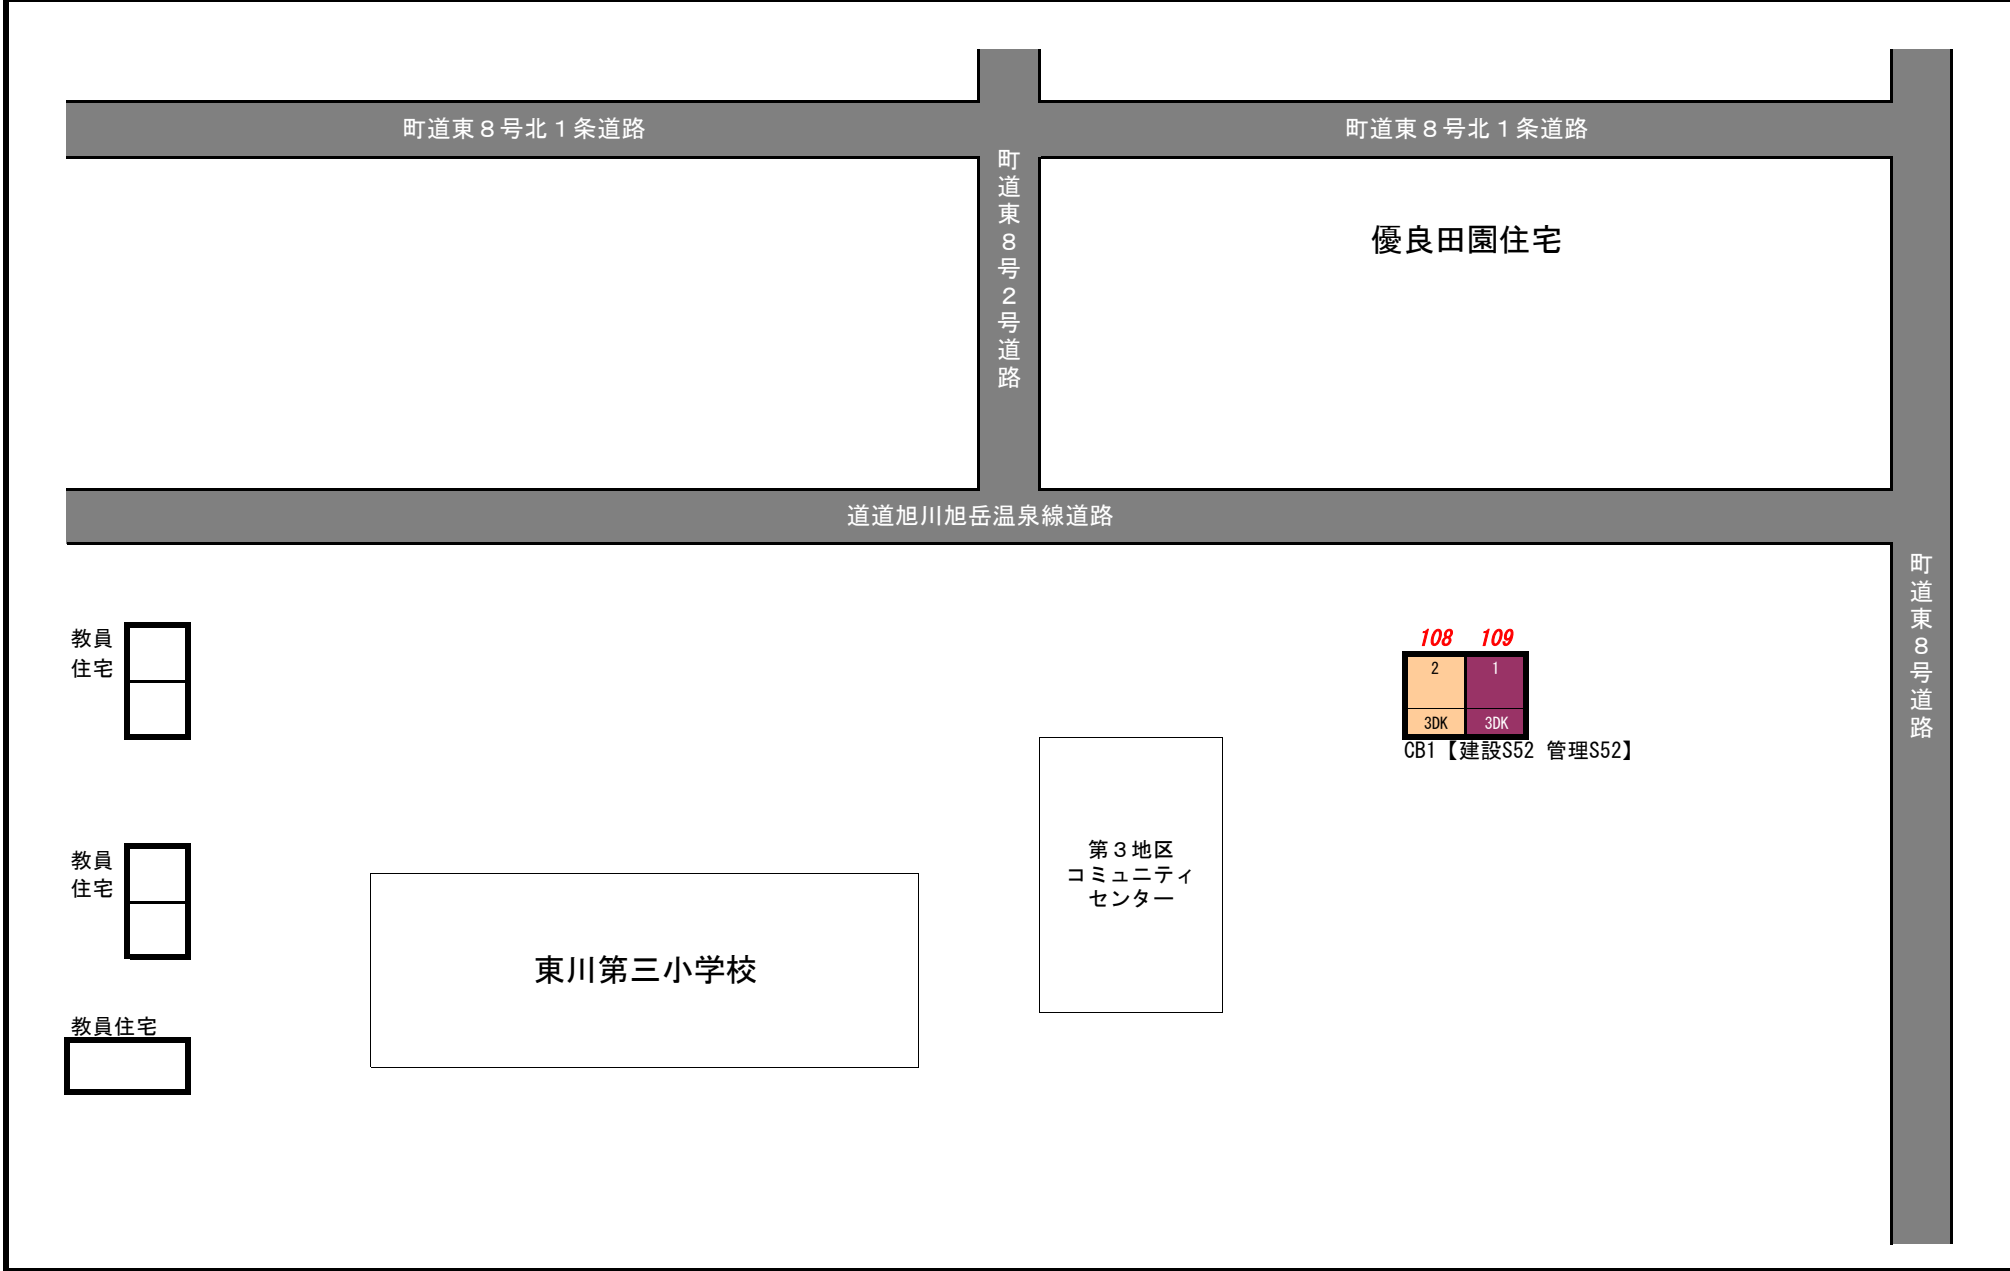 町道東８号北１条道路
町道東８号北１条道路
町道東８号２号道路
優良田園住宅
道道旭川旭岳温泉線道路
町道東８号道路
教員
住宅
108
109
2
1
3DK
3DK
CB1【建設S52 管理S52】
第３地区
コミュニティ
センター
教員
住宅
東川第三小学校
教員住宅